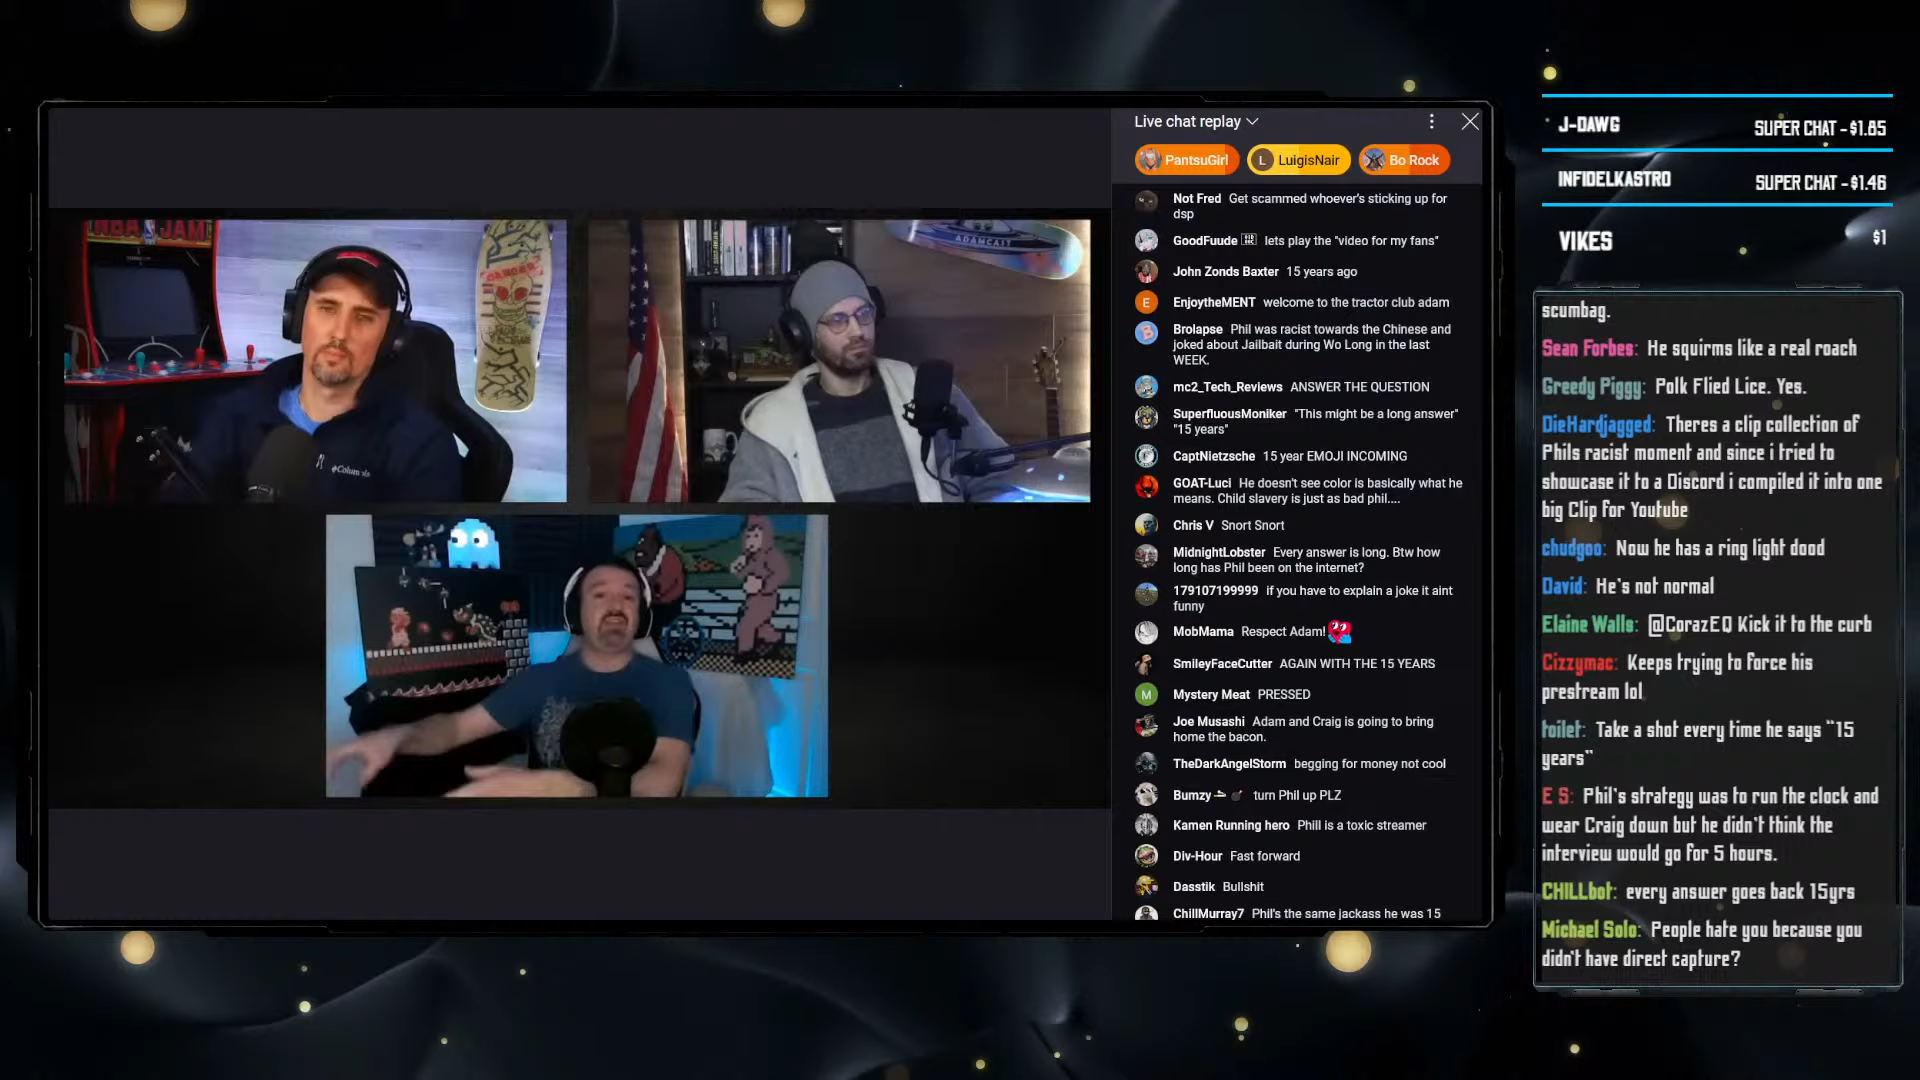 NBA JAM
Columbia
ADAMCAIT
Live chat replay
PantsuGirl
L LuigisNair
Bo Rock
Not Fred Get scammed whoever's sticking up for
dsp
GoodFuude lets play the "video for my fans"
John Zonds Baxter 15 years ago
E EnjoytheMENT welcome to the tractor club adam
Brolapse Phil was racist towards the Chinese and
joked about Jailbait during Wo Long in the last
WEEK.
mc2_Tech_Reviews ANSWER THE QUESTION
SuperfluousMoniker "This might be a long answer"
"15 years"
CaptNietzsche 15 year EMOJI INCOMING
GOAT-Luci He doesn't see color is basically what he
means. Child slavery is just as bad phil....
Chris V Snort Snort
MidnightLobster Every answer is long. Btw how
long has Phil been on the internet?
179107199999 if you have to explain a joke it aint
funny
MobMama Respect Adam!
SmileyFaceCutter AGAIN WITH THE 15 YEARS
M Mystery Meat PRESSED
Joe Musashi Adam and Craig is going to bring
home the bacon.
TheDarkAngelStorm begging for money not cool
Bumzy turn Phil up PLZ
Kamen Running hero Phill is a toxic streamer
Div-Hour Fast forward
Dasstik Bullshit
ChillMurray7 Phil's the same jackass he was 15
J-DAWG SUPER CHAT - $1.85
INFIDELKASTRO SUPER CHAT - $1.46
VIKES $1
scumbag.
Sean Forbes: He squirms like a real roach
Greedy Piggy: Polk Flied Lice. Yes.
DieHardjagged: Theres a clip collection of
Phils racist moment and since i tried to
showcase it to a Discord i compiled it into one
big Clip for Youtube
chudgoo: Now he has a ring light dood
David: He's not normal
Elaine Walls: @CorazEQ Kick it to the curb
Cizzymac: Keeps trying to force his
prestream lol
toilet: Take a shot every time he says "15
years"
E S: Phil's strategy was to run the clock and
wear Craig down but he didn't think the
interview would go for 5 hours.
CHILLbot: every answer goes back 15yrs
Michael Solo: People hate you because you
didn't have direct capture?